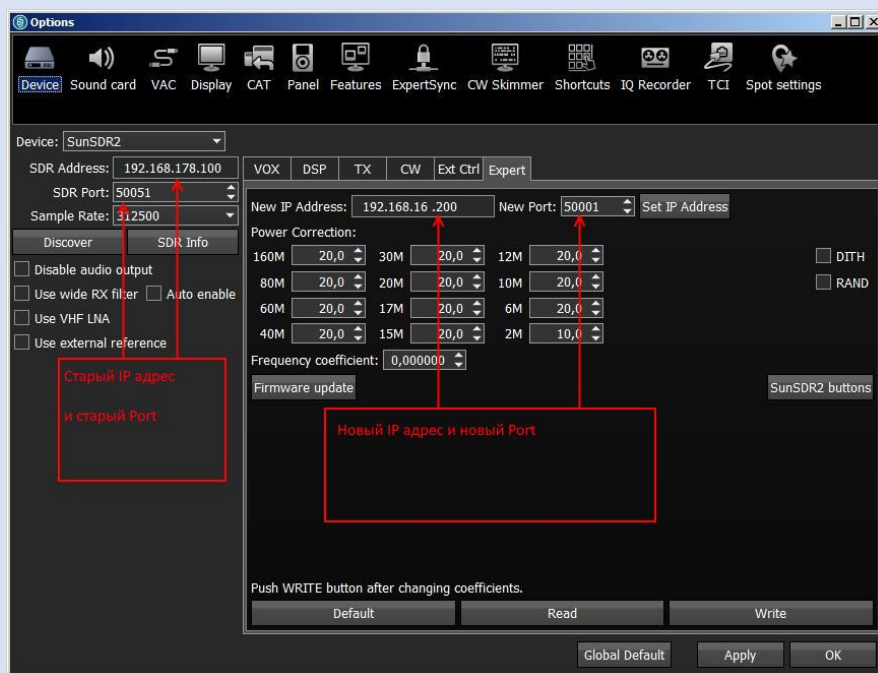 Options
Device Sound card VAC Display CAT Panel Features ExpertSync CW Skimmer Shortcuts IQ Recorder TCI Spot settings
Device: SunSDR2
SDR Address: 192.168.178.100
SDR Port: 50051
Sample Rate: 312500
Discover SDR Info
Disable audio output
Use wide RX filter Auto enable
Use VHF LNA
Use external reference
Старый IP адрес
и старый Port
VOX DSP TX CW Ext Ctrl Expert
New IP Address: 192.168.16 .200 New Port: 50001 Set IP Address
Power Correction:
160M 20,0 30M 20,0 12M 20,0 DITH
80M 20,0 20M 20,0 10M 20,0 RAND
60M 20,0 17M 20,0 6M 20,0
40M 20,0 15M 20,0 2M 10,0
Frequency coefficient: 0,000000
Firmware update SunSDR2 buttons
Новый IP адрес и новый Port
Push WRITE button after changing coefficients.
Default Read Write
Global Default Apply OK